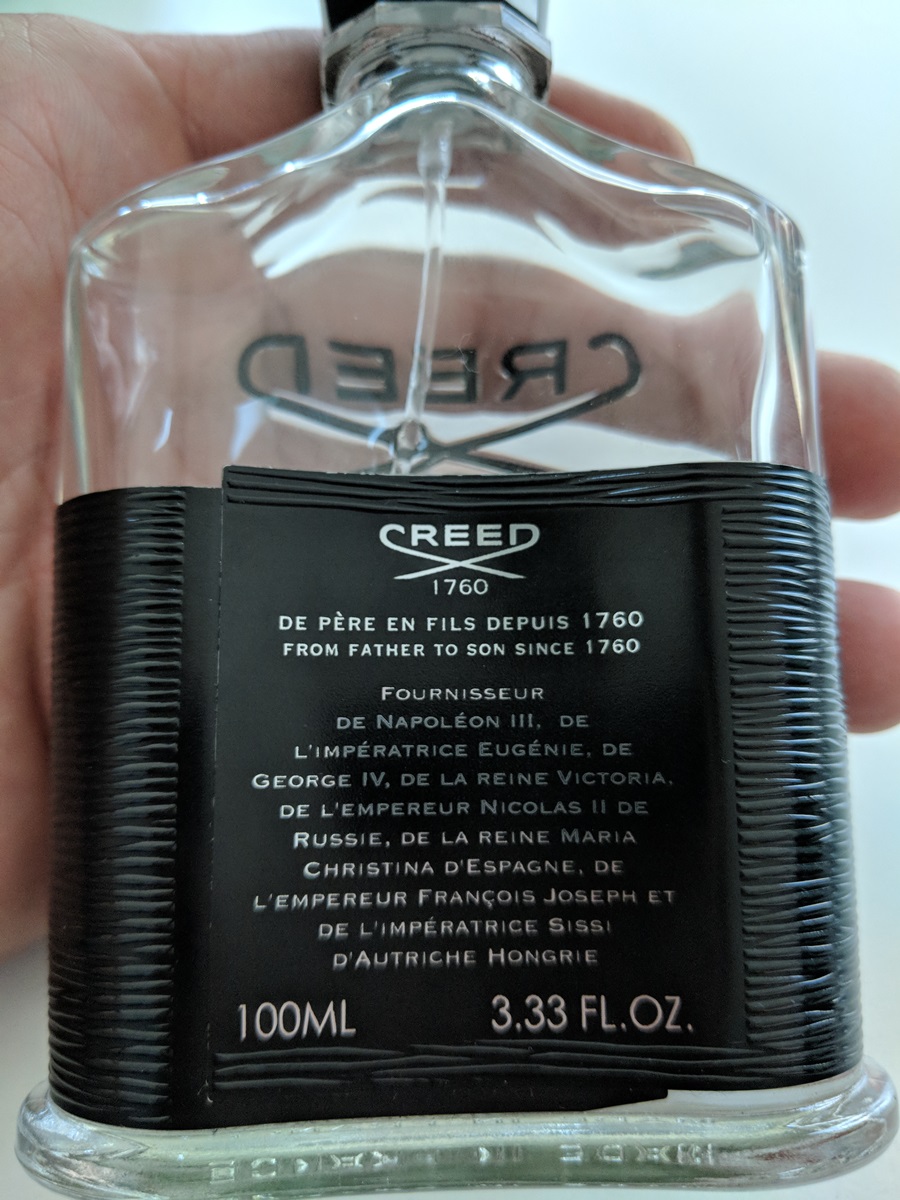 CREED
CREED
1760
DE PÈRE EN FILS DEPUIS 1760
FROM FATHER TO SON SINCE 1760
FOURNISSEUR
DE NAPOLÉON III, DE
L'IMPÉRATRICE EUGÉNIE, DE
GEORGE IV, DE LA REINE VICTORIA,
DE L'EMPEREUR NICOLAS II DE
RUSSIE, DE LA REINE MARIA
CHRISTINA D'ESPAGNE, DE
L'EMPEREUR FRANÇOIS JOSEPH ET
DE L'IMPÉRATRICE SISSI
D'AUTRICHE HONGRIE
100ML 3.33 FL.OZ.